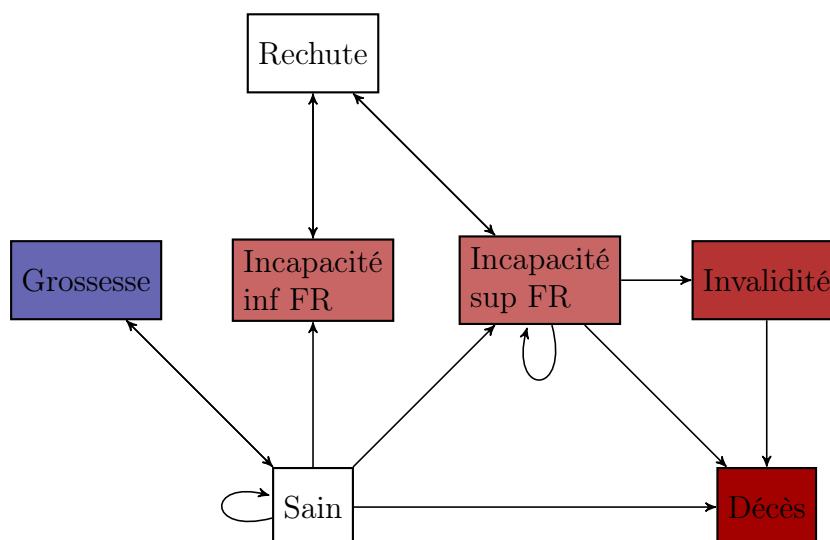 Rechute
Grossesse
Incapacité
inf FR
Incapacité
sup FR
Invalidité
Sain
Décès